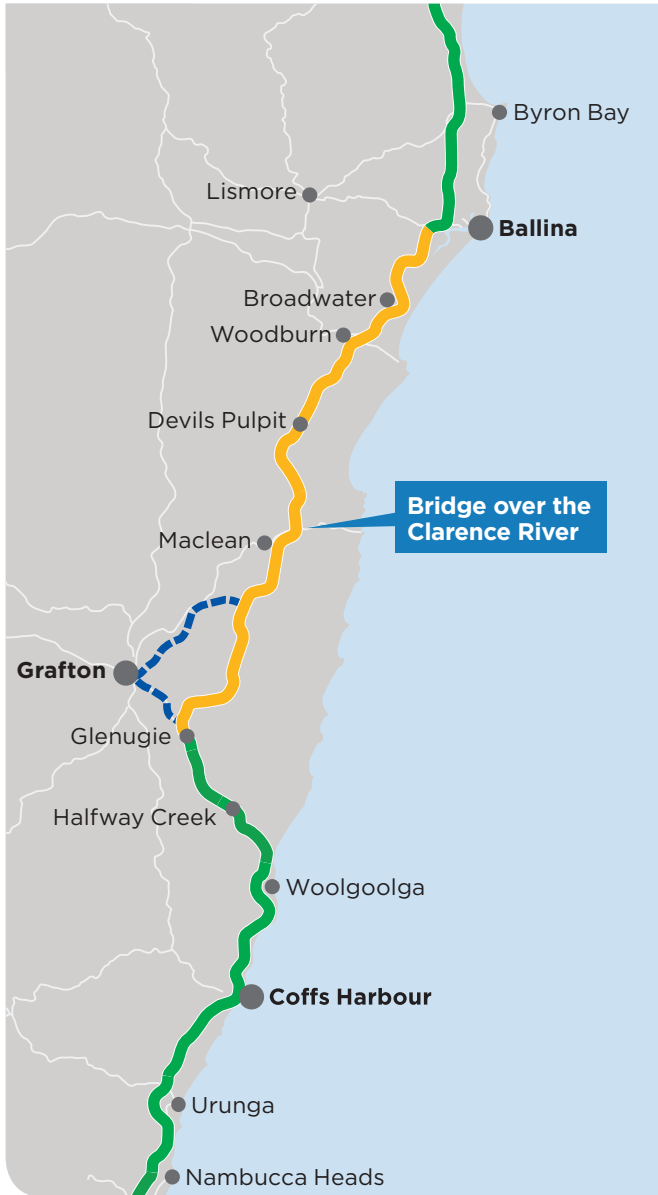 Byron Bay
Lismore
Ballina
Broadwater
Woodburn
Devils Pulpit
Bridge over the
Clarence River
Maclean
Grafton
Glenugie
Halfway Creek
Woolgoolga
Coffs Harbour
Urunga
Nambucca Heads